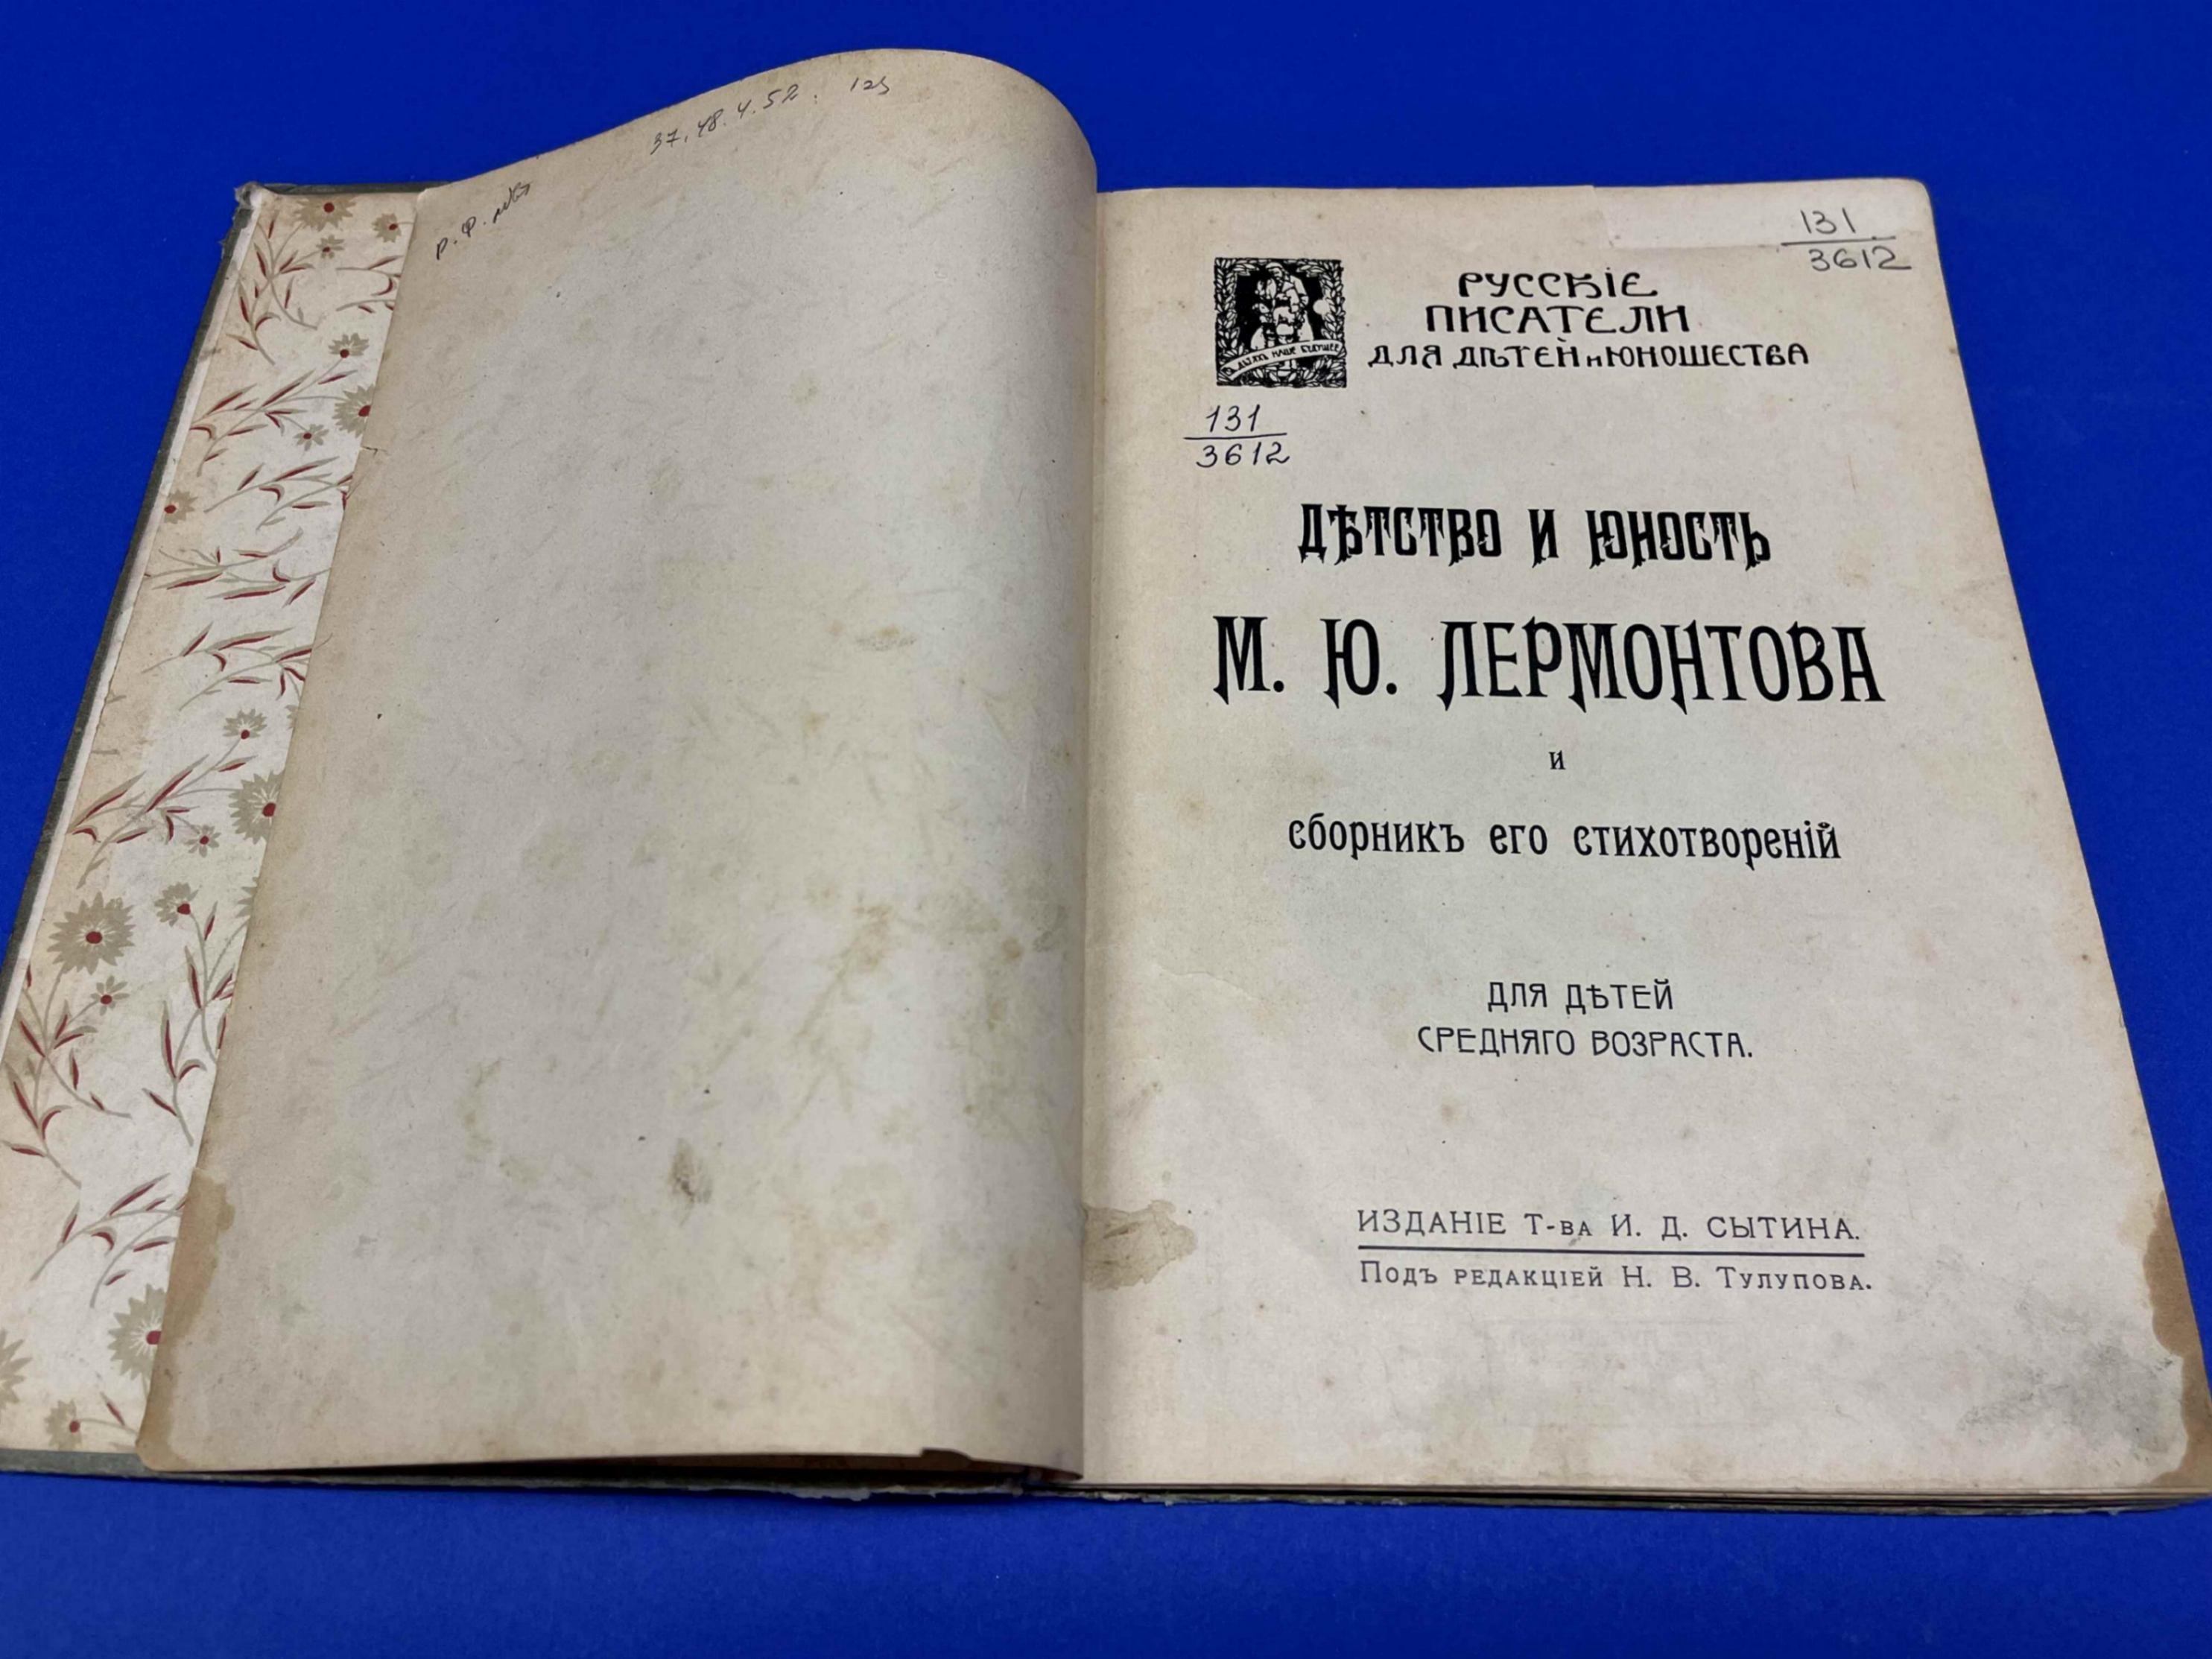 37.48.4.52. 125
Р. Ф.
131
3612
РУССКІЕ
ПИСАТЕЛИ
ДЛЯ ДѢТЕЙ и ЮНОШЕСТВА
131
3612
ДѢТСТВО И ЮНОСТЬ
М. Ю. ЛЕРМОНТОВА
и
сборникъ его стихотвореній
ДЛЯ ДѢТЕЙ
СРЕДНЯГО ВОЗРАСТА.
ИЗДАНІЕ Т-ВА И. Д. СЫТИНА.
Подъ редакціей Н. В. Тулупова.